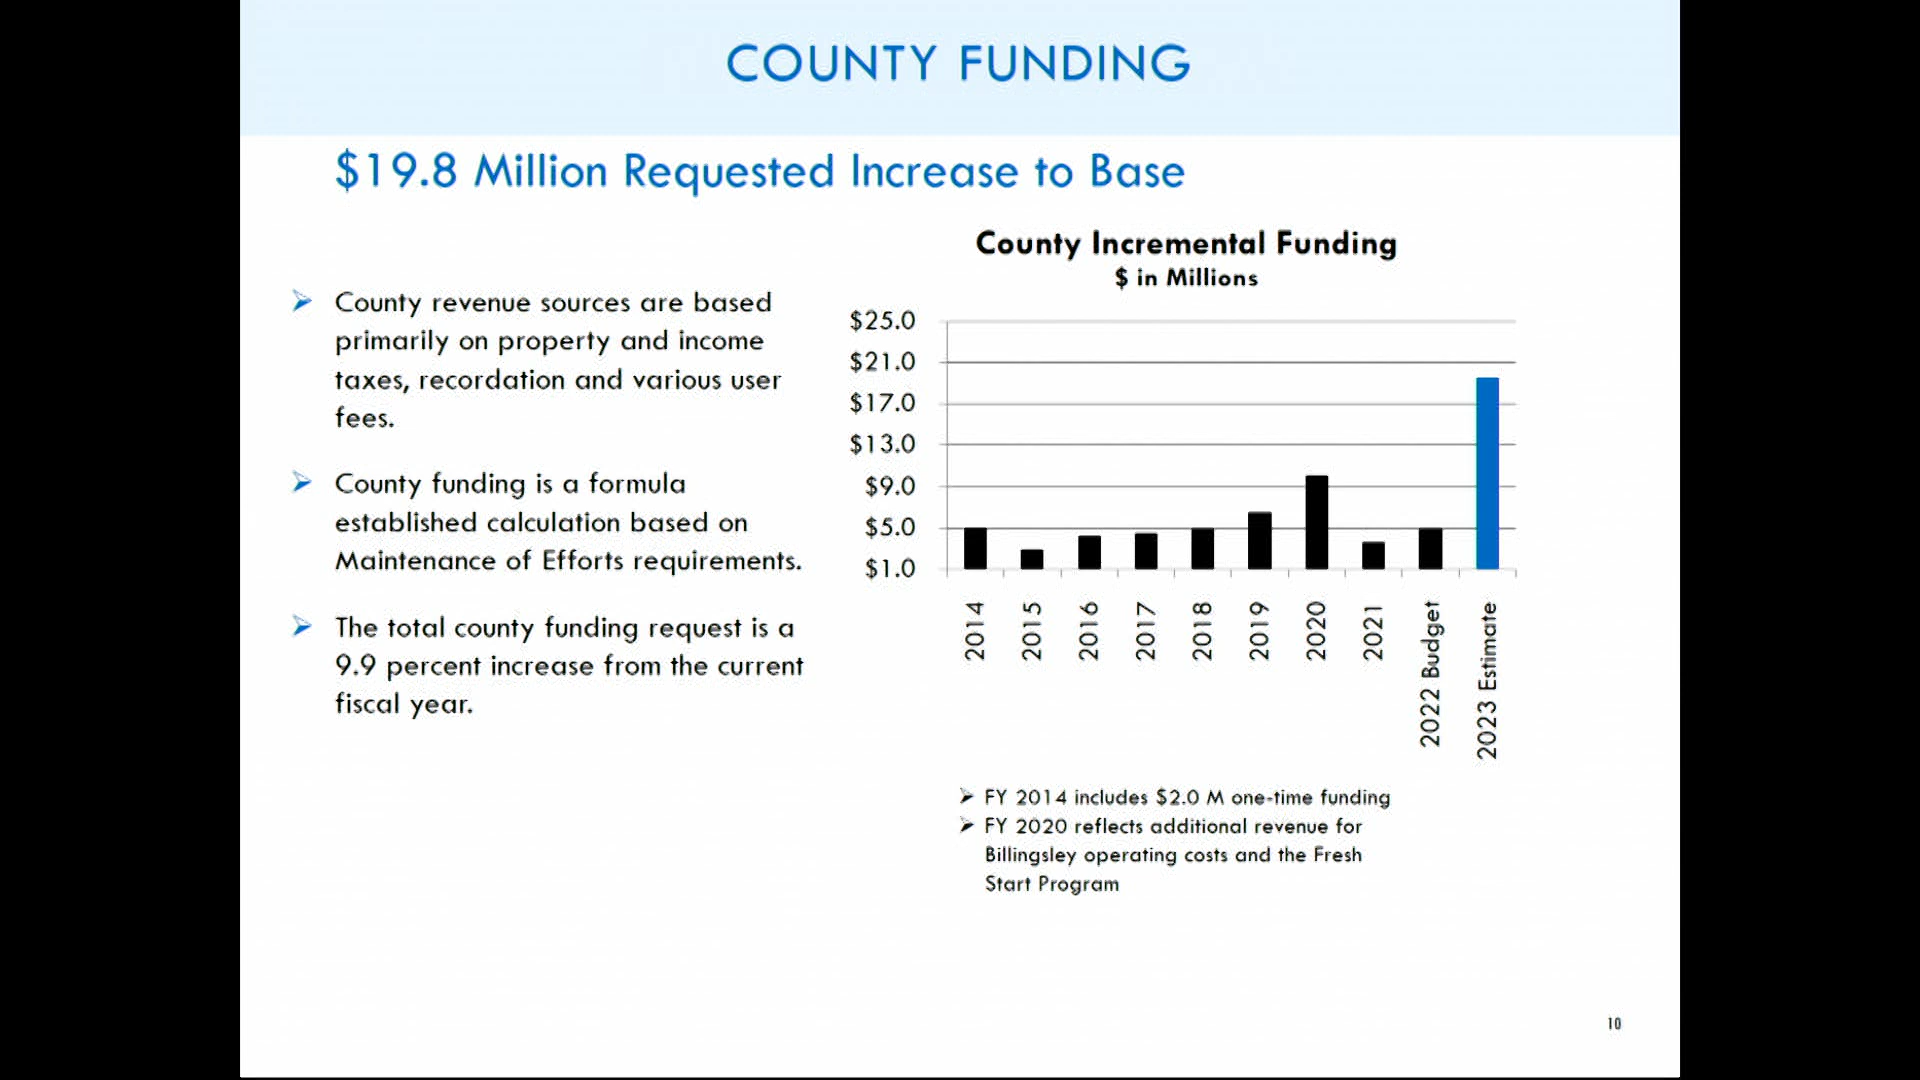 COUNTY FUNDING
$19.8 Million Requested Increase to Base
County revenue sources are based
primarily on property and income
taxes, recordation and various user
fees.
County funding is a formula
established calculation based on
Maintenance of Efforts requirements.
The total county funding request is a
9.9 percent increase from the current
fiscal year.
County Incremental Funding
$ in Millions
$25.0
$21.0
$17.0
$13.0
$9.0
$5.0
$1.0
2014
2015
2016
2017
2018
2019
2020
2021
2022 Budget
2023 Estimate
FY 2014 includes $2.0 M one-time funding
FY 2020 reflects additional revenue for
Billingsley operating costs and the Fresh
Start Program
10